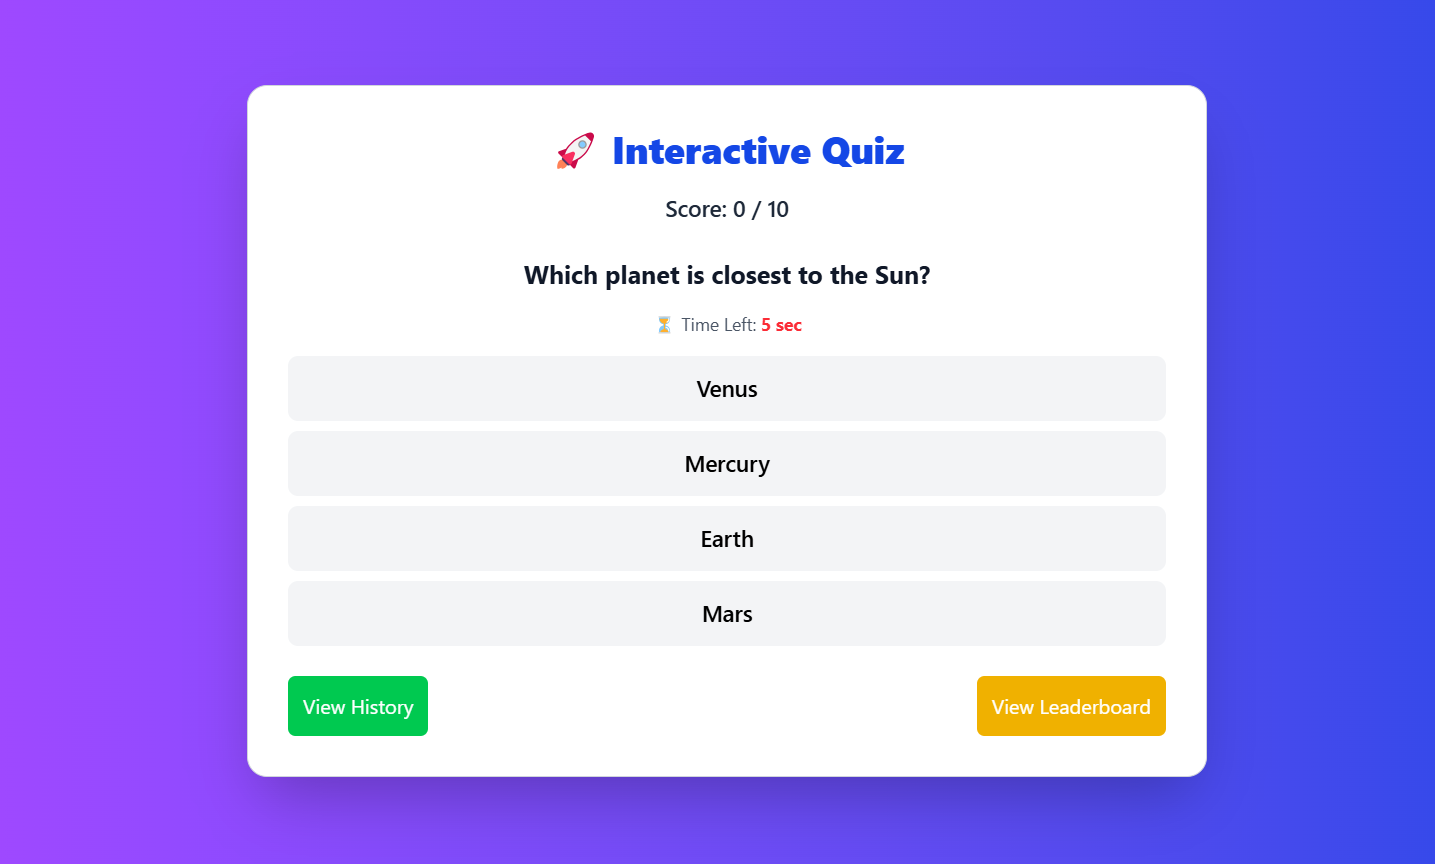 🚀 Interactive Quiz
Score: 0 / 10
Which planet is closest to the Sun?
⏳ Time Left: 5 sec
Venus
Mercury
Earth
Mars
View History
View Leaderboard